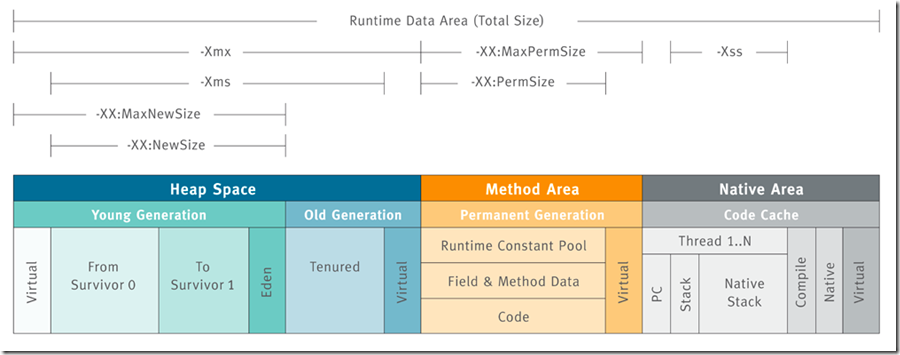 Runtime Data Area (Total Size)
-Xmx
-XX:MaxPermSize
-Xss
-Xms
-XX:PermSize
-XX:MaxNewSize
-XX:NewSize
Heap Space
Method Area
Native Area
Young Generation
Old Generation
Permanent Generation
Code Cache
Virtual
From
Survivor 0
To
Survivor 1
Eden
Tenured
Virtual
Runtime Constant Pool
Field & Method Data
Code
Virtual
Thread 1..N
PC
Stack
Native
Stack
Compile
Native
Virtual